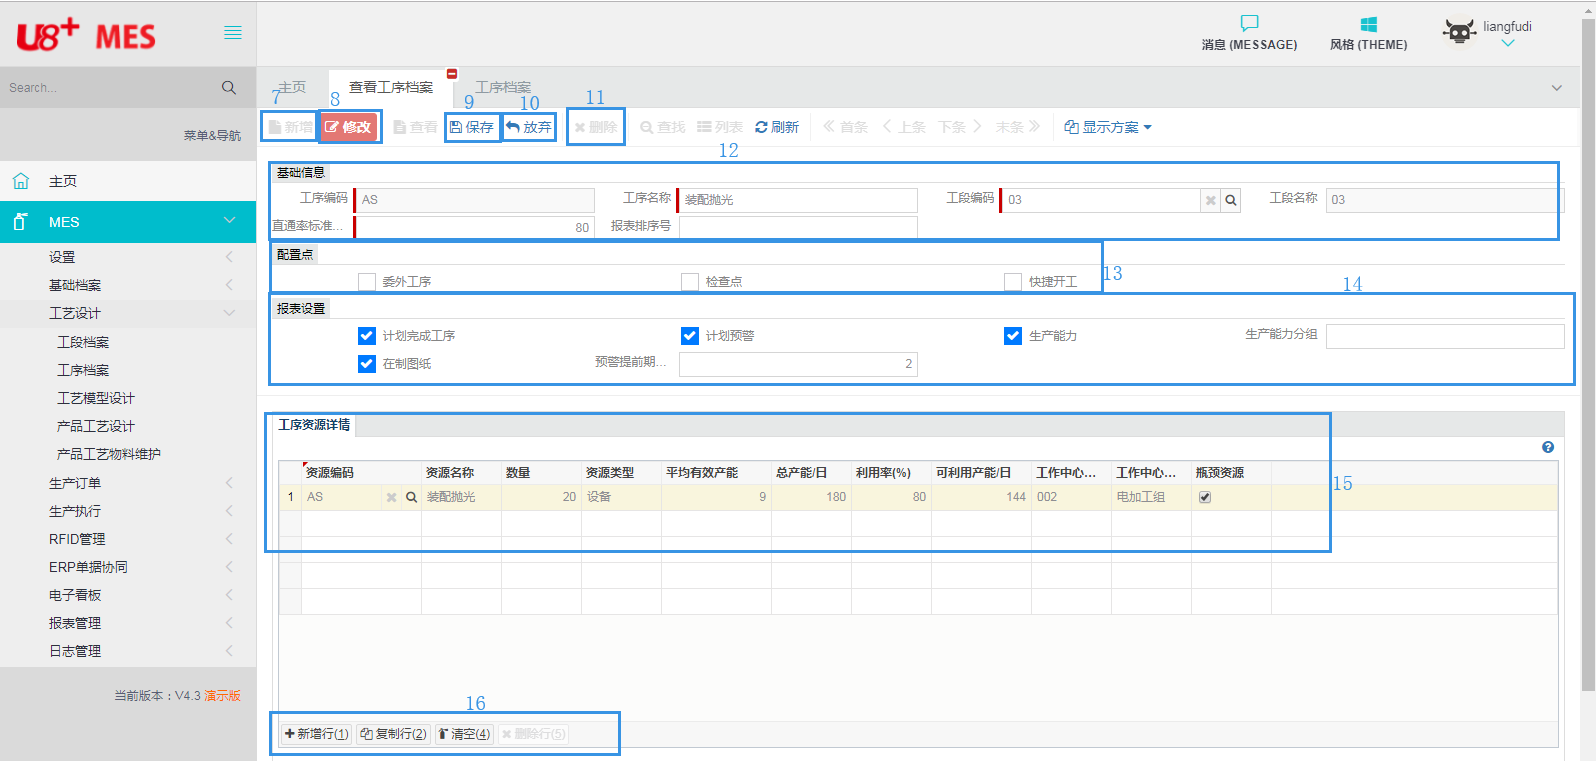 U8+ MES
消息 (MESSAGE)
风格 (THEME)
liangfudi
Search...
菜单&导航
主页
MES
设置
基础档案
工艺设计
工段档案
工序档案
工艺模型设计
产品工艺设计
产品工艺物料维护
生产订单
生产执行
RFID管理
ERP单据协同
电子看板
报表管理
日志管理
当前版本：V4.3 演示版
主页 查看工序档案 工序档案
7 8 9 10 11
新增 修改 查看 保存 放弃 删除 查找 列表 刷新 首条 上条 下条 末条 显示方案
12
基础信息
工序编码 AS 工序名称 装配抛光 工段编码 03 工段名称 03
直通率标准... 80 报表排序号
配置点
委外工序 检查点 快捷开工
13
14
报表设置
计划完成工序 计划预警 生产能力 生产能力分组
在制图纸 预警提前期... 2
工序资源详情
资源编码 资源名称 数量 资源类型 平均有效产能 总产能/日 利用率(%) 可利用产能/日 工作中心... 工作中心... 瓶颈资源
1 AS 装配抛光 20 设备 9 180 80 144 002 电加工组
15
16
新增行(1) 复制行(2) 清空(4) 删除行(5)